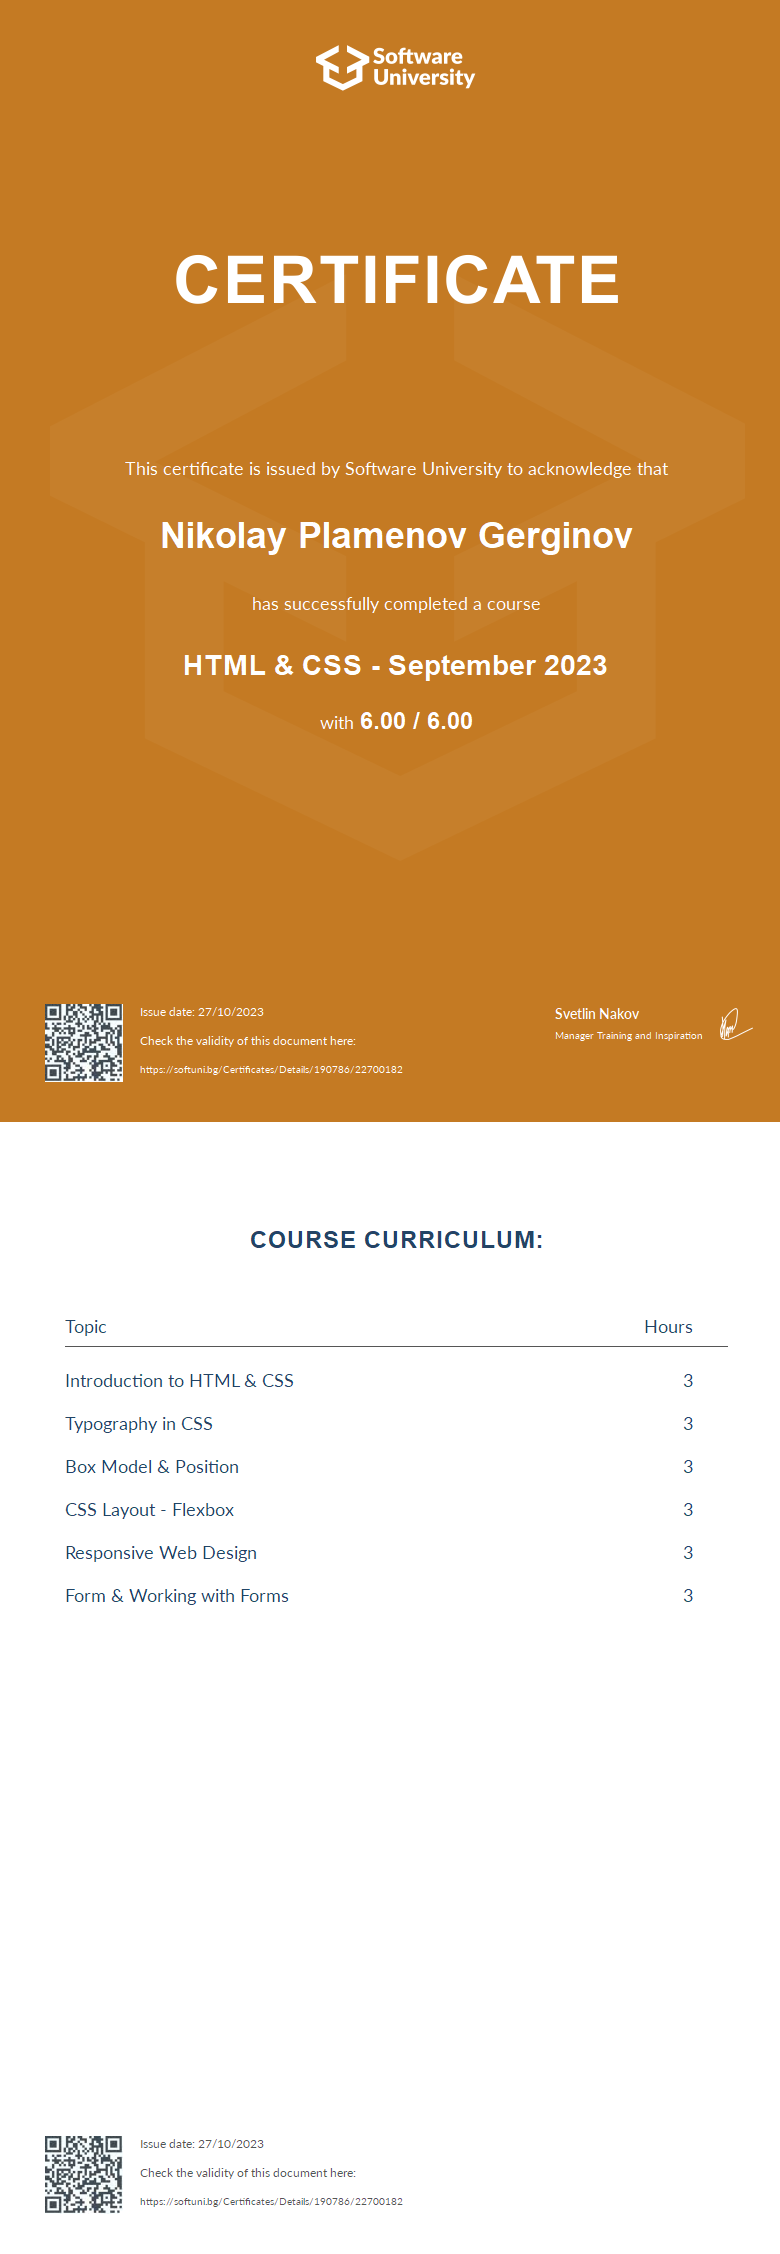 Software
University
CERTIFICATE
This certificate is issued by Software University to acknowledge that
Nikolay Plamenov Gerginov
has successfully completed a course
HTML & CSS - September 2023
with 6.00 / 6.00
Issue date: 27/10/2023
Check the validity of this document here:
https://softuni.bg/Certificates/Details/190786/22700182
Svetlin Nakov
Manager Training and Inspiration
COURSE CURRICULUM:
Topic Hours
Introduction to HTML & CSS 3
Typography in CSS 3
Box Model & Position 3
CSS Layout - Flexbox 3
Responsive Web Design 3
Form & Working with Forms 3
Issue date: 27/10/2023
Check the validity of this document here:
https://softuni.bg/Certificates/Details/190786/22700182